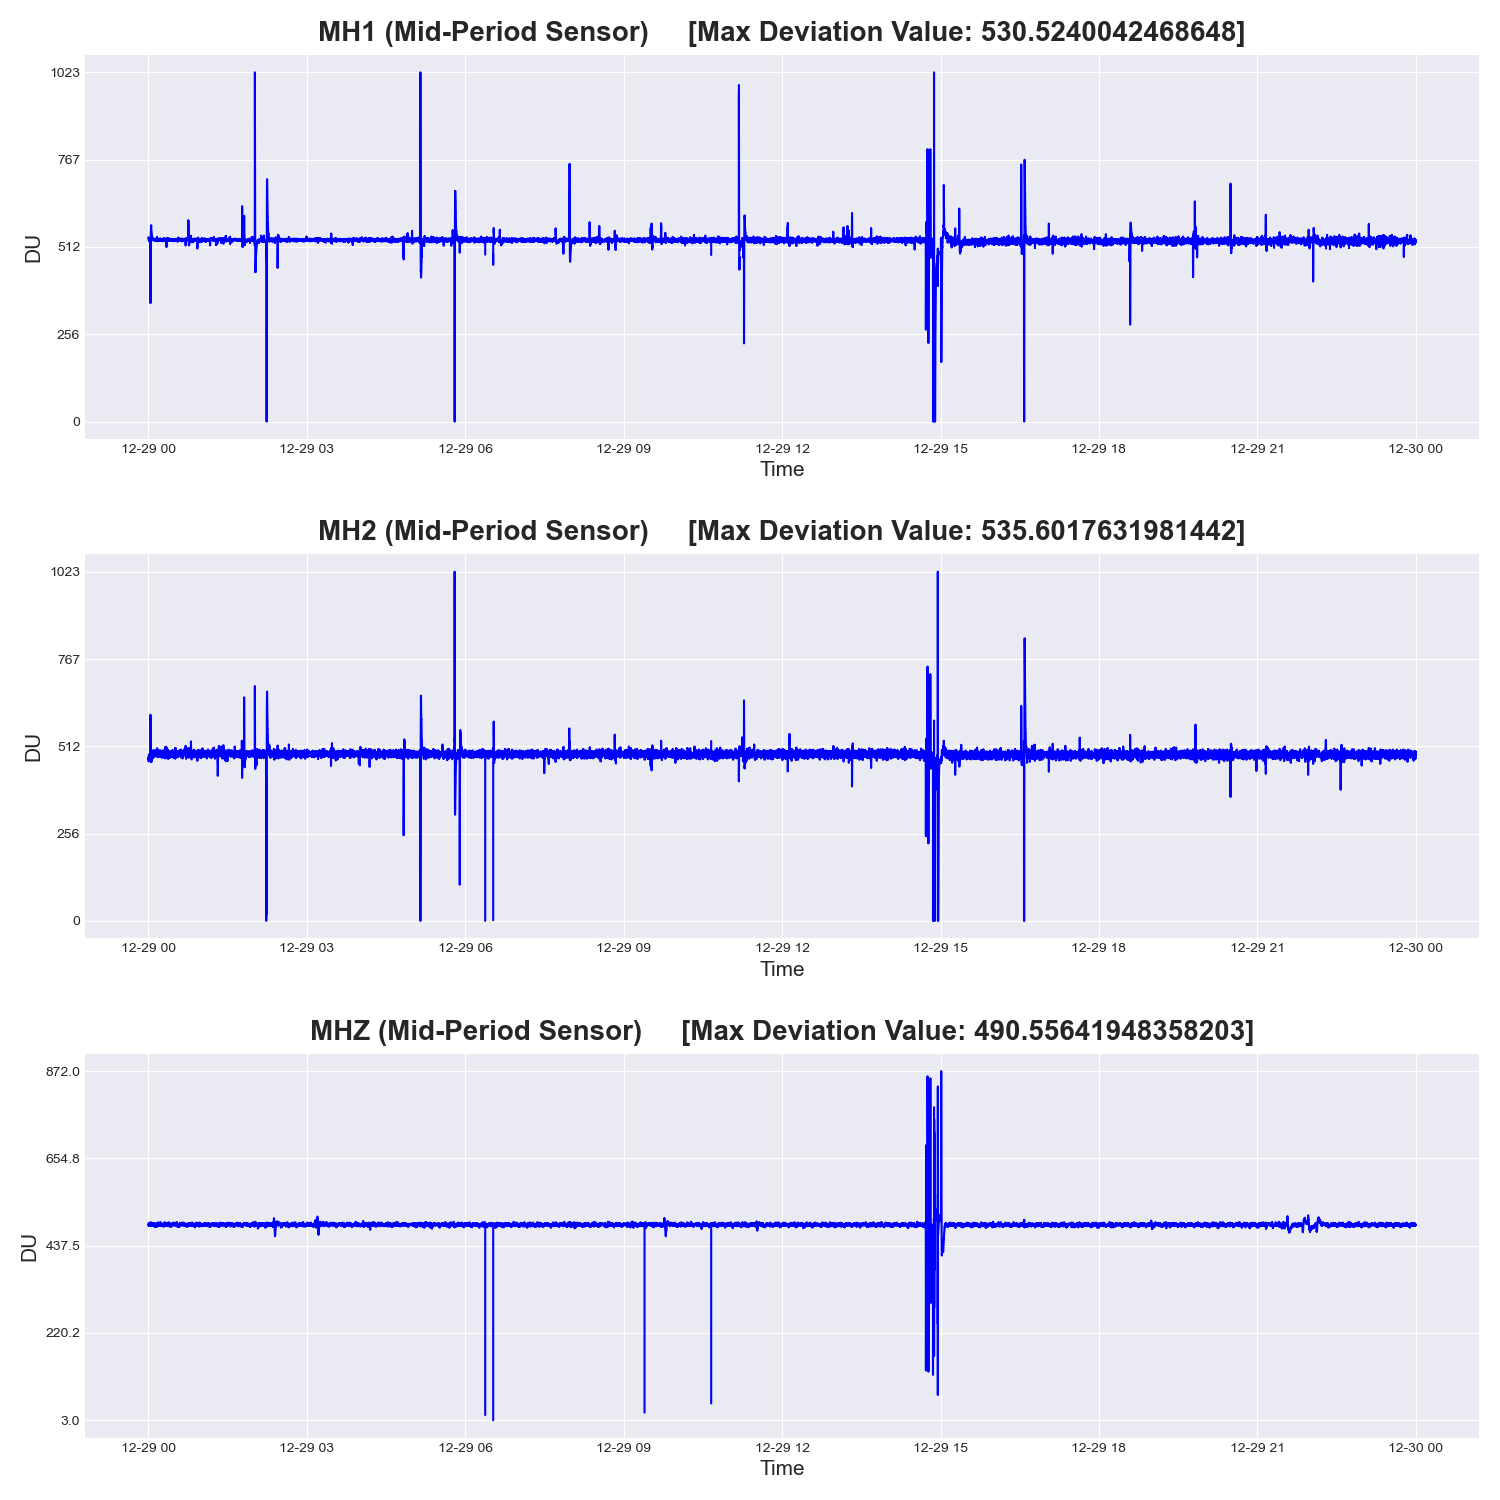 MH1 (Mid-Period Sensor) [Max Deviation Value: 530.5240042468648]
1023
767
512
256
0
DU
12-29 00 12-29 03 12-29 06 12-29 09 12-29 12 12-29 15 12-29 18 12-29 21 12-30 00
Time
MH2 (Mid-Period Sensor) [Max Deviation Value: 535.6017631981442]
1023
767
512
256
0
DU
12-29 00 12-29 03 12-29 06 12-29 09 12-29 12 12-29 15 12-29 18 12-29 21 12-30 00
Time
MHZ (Mid-Period Sensor) [Max Deviation Value: 490.55641948358203]
872.0
654.8
437.5
220.2
3.0
DU
12-29 00 12-29 03 12-29 06 12-29 09 12-29 12 12-29 15 12-29 18 12-29 21 12-30 00
Time